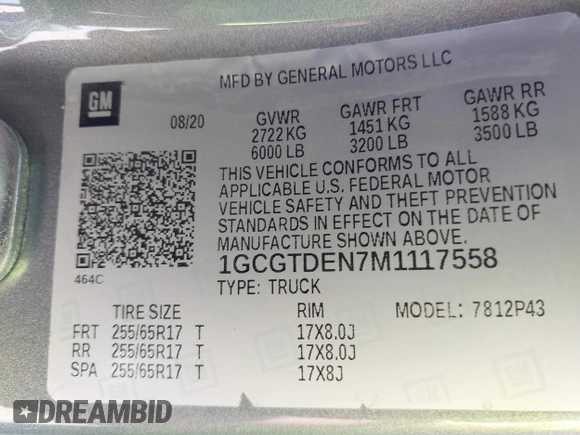 MFD BY GENERAL MOTORS LLC
GM
08/20
GVWR
2722 KG
6000 LB
GAWR FRT
1451 KG
3200 LB
GAWR RR
1588 KG
3500 LB
THIS VEHICLE CONFORMS TO ALL
APPLICABLE U.S. FEDERAL MOTOR
VEHICLE SAFETY AND THEFT PREVENTION
STANDARDS IN EFFECT ON THE DATE OF
MANUFACTURE SHOWN ABOVE.
464C
1GCGTDEN7M1117558
TYPE: TRUCK
TIRE SIZE RIM MODEL: 7812P43
FRT 255/65R17 T 17X8.0J
RR 255/65R17 T 17X8.0J
SPA 255/65R17 T 17X8J
DREAMBID